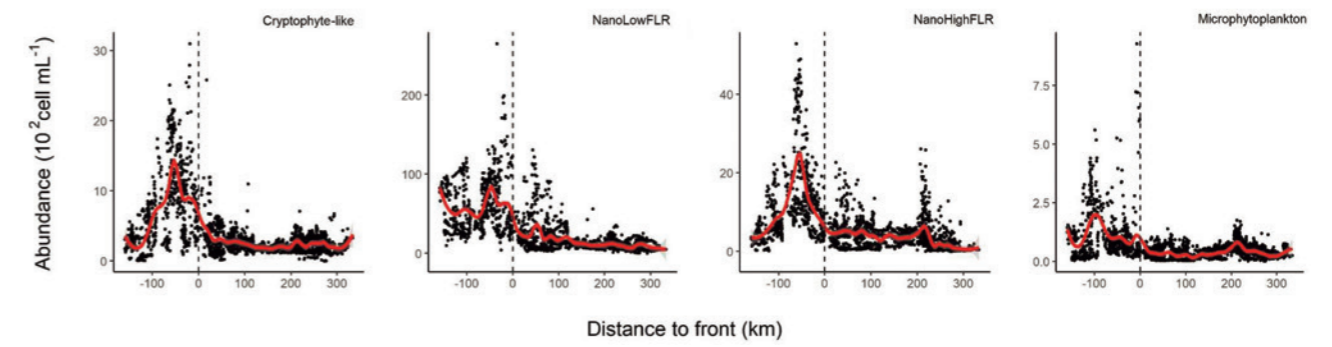 Cryptophyte-like
NanoLowFLR
NanoHighFLR
Microphytoplankton
Abundance (10 ²cell mL⁻¹)
30
20
10
0
200
100
0
40
20
0
7.5
5.0
2.5
0.0
-100 0 100 200 300
-100 0 100 200 300
-100 0 100 200 300
-100 0 100 200 300
Distance to front (km)